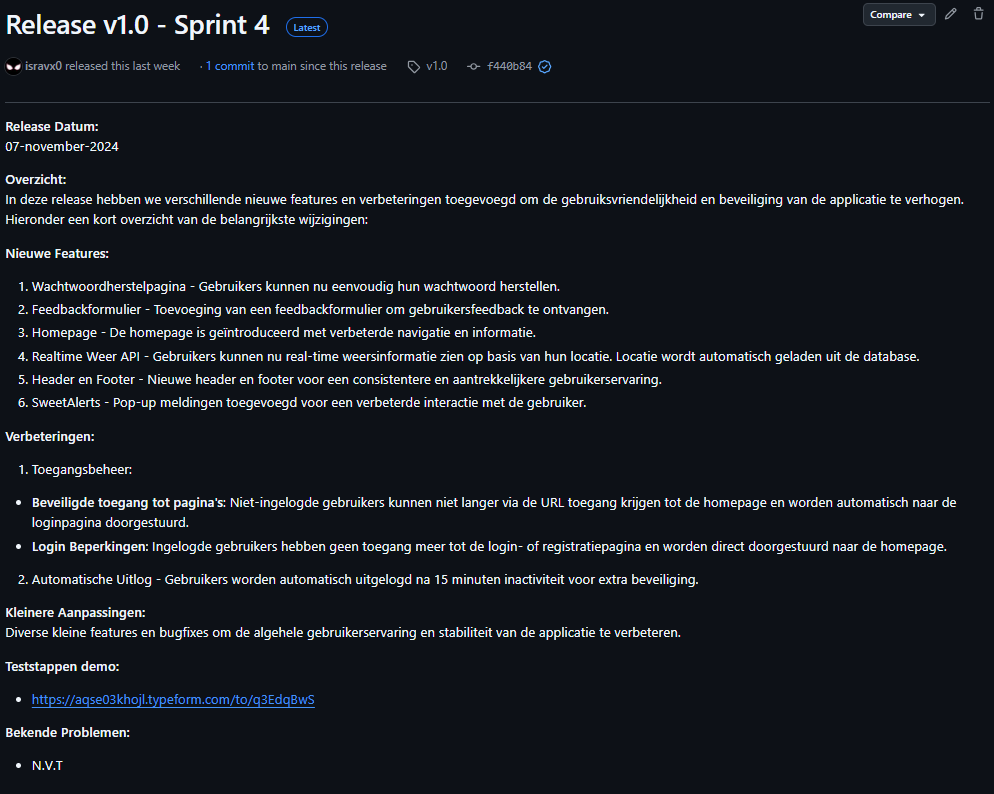 Release v1.0 - Sprint 4 Latest Compare
isravx0 released this last week · 1 commit to main since this release v1.0 f440b84
Release Datum:
07-november-2024
Overzicht:
In deze release hebben we verschillende nieuwe features en verbeteringen toegevoegd om de gebruiksvriendelijkheid en beveiliging van de applicatie te verhogen.
Hieronder een kort overzicht van de belangrijkste wijzigingen:
Nieuwe Features:
1. Wachtwoordherstelpagina - Gebruikers kunnen nu eenvoudig hun wachtwoord herstellen.
2. Feedbackformulier - Toevoeging van een feedbackformulier om gebruikersfeedback te ontvangen.
3. Homepage - De homepage is geïntroduceerd met verbeterde navigatie en informatie.
4. Realtime Weer API - Gebruikers kunnen nu real-time weersinformatie zien op basis van hun locatie. Locatie wordt automatisch geladen uit de database.
5. Header en Footer - Nieuwe header en footer voor een consistentere en aantrekkelijkere gebruikerservaring.
6. SweetAlerts - Pop-up meldingen toegevoegd voor een verbeterde interactie met de gebruiker.
Verbeteringen:
1. Toegangsbeheer:
• Beveiligde toegang tot pagina's: Niet-ingelogde gebruikers kunnen niet langer via de URL toegang krijgen tot de homepage en worden automatisch naar de
loginpagina doorgestuurd.
• Login Beperkingen: Ingelogde gebruikers hebben geen toegang meer tot de login- of registratiepagina en worden direct doorgestuurd naar de homepage.
2. Automatische Uitlog - Gebruikers worden automatisch uitgelogd na 15 minuten inactiviteit voor extra beveiliging.
Kleinere Aanpassingen:
Diverse kleine features en bugfixes om de algehele gebruikerservaring en stabiliteit van de applicatie te verbeteren.
Teststappen demo:
• https://aqse03khojl.typeform.com/to/q3EdqBwS
Bekende Problemen:
• N.V.T